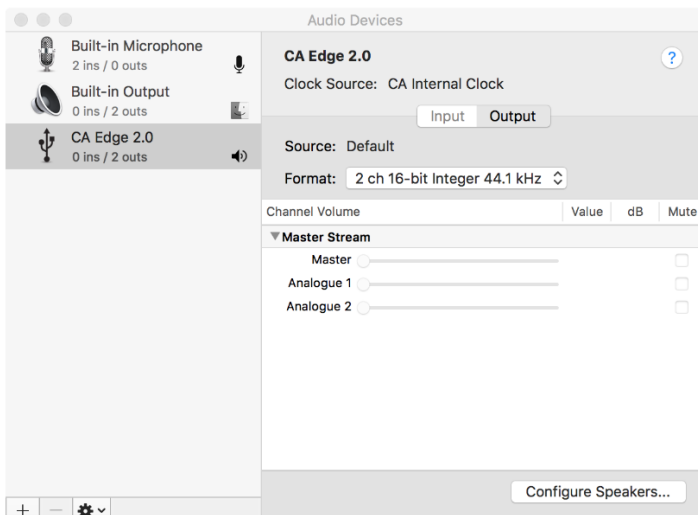 Audio Devices
Built-in Microphone
2 ins / 0 outs
Built-in Output
0 ins / 2 outs
CA Edge 2.0
0 ins / 2 outs
CA Edge 2.0
?
Clock Source: CA Internal Clock
Input Output
Source: Default
Format: 2 ch 16-bit Integer 44.1 kHz
Channel Volume Value dB Mute
Master Stream
Master
Analogue 1
Analogue 2
Configure Speakers...